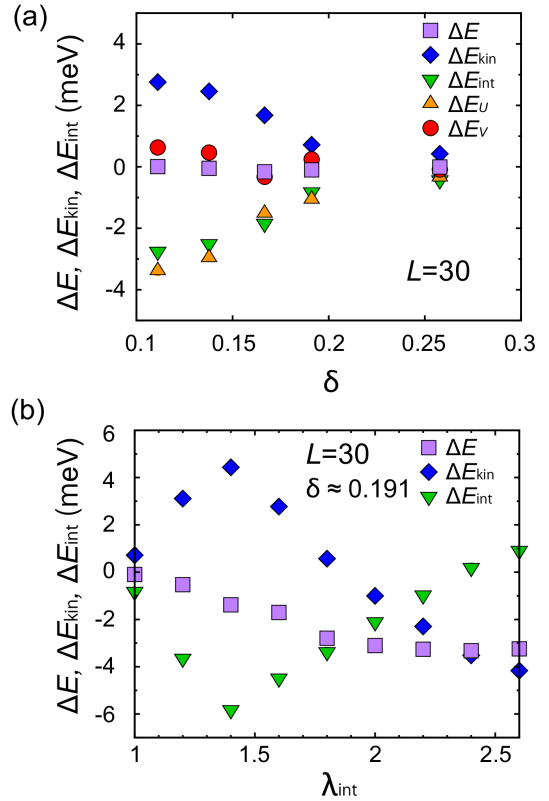 (a)
ΔE, ΔEkin, ΔEint (meV)
4
2
0
-2
-4
ΔE
ΔEkin
ΔEint
ΔEU
ΔEV
L=30
0.1 0.15 0.2 0.25 0.3
δ
(b)
ΔE, ΔEkin, ΔEint (meV)
6
4
2
0
-2
-4
-6
L=30
δ ≈ 0.191
ΔE
ΔEkin
ΔEint
1 1.5 2 2.5
λint